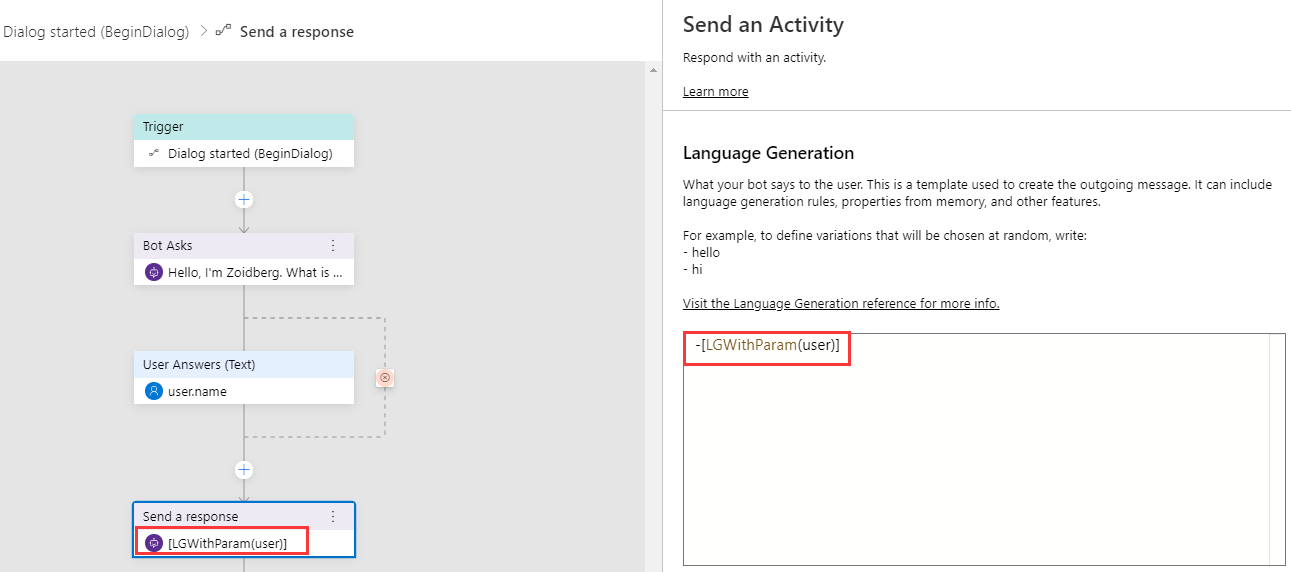 Dialog started (BeginDialog) > Send a response
Trigger
Dialog started (BeginDialog)
Bot Asks
Hello, I'm Zoidberg. What is ...
User Answers (Text)
user.name
Send a response
[LGWithParam(user)]
Send an Activity
Respond with an activity.
Learn more
Language Generation
What your bot says to the user. This is a template used to create the outgoing message. It can include
language generation rules, properties from memory, and other features.
For example, to define variations that will be chosen at random, write:
- hello
- hi
Visit the Language Generation reference for more info.
-[LGWithParam(user)]